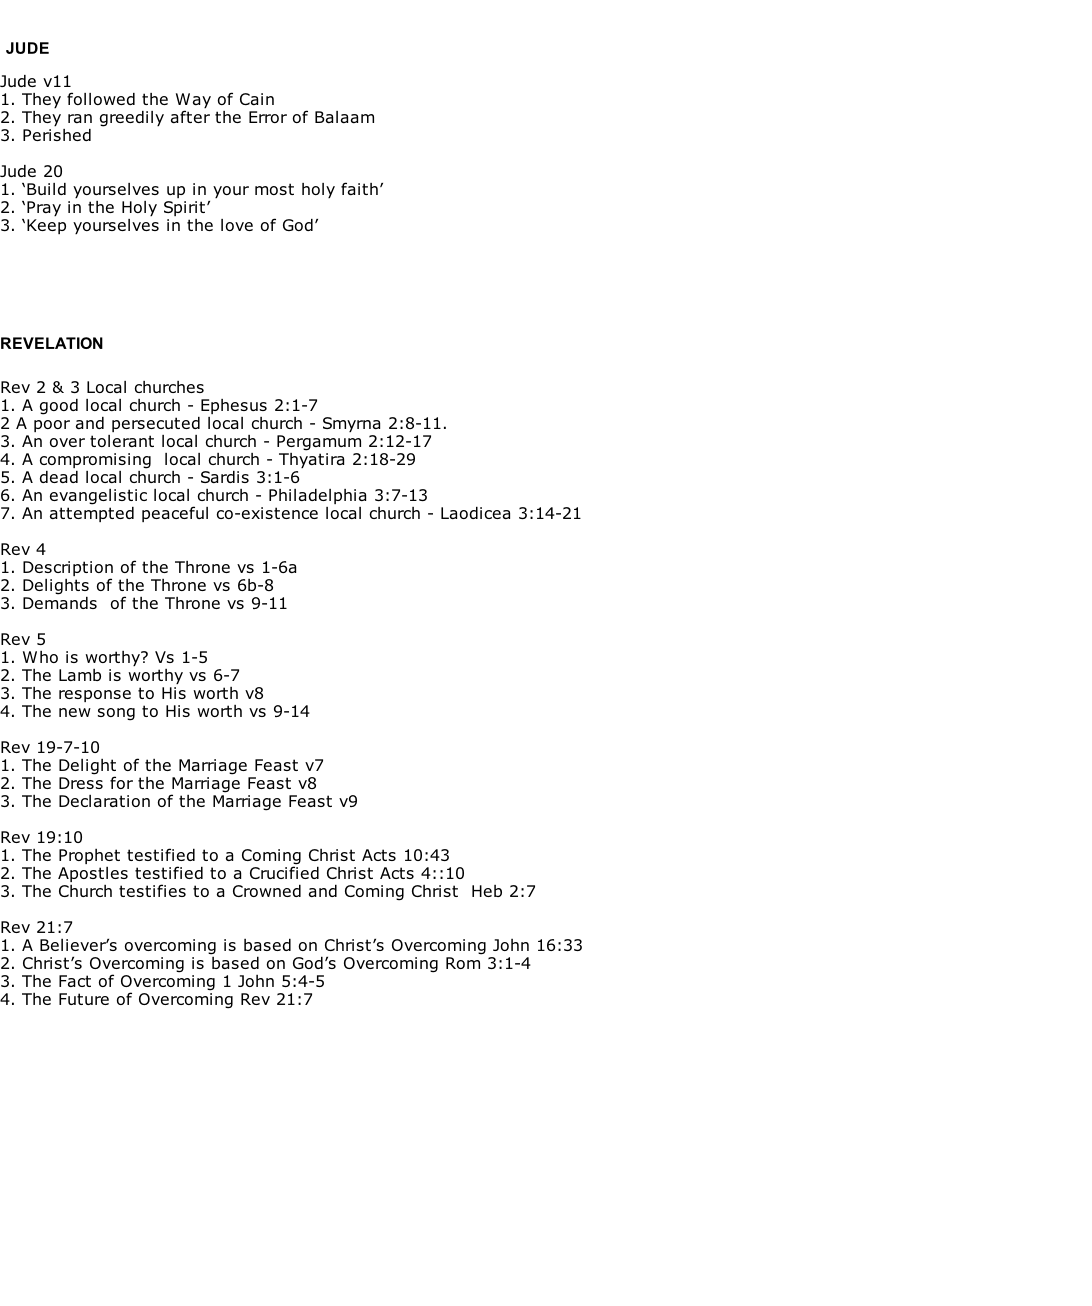 JUDE
Jude v11
1. They followed the Way of Cain
2. They ran greedily after the Error of Balaam
3. Perished
Jude 20
1. ‘Build yourselves up in your most holy faith’
2. ‘Pray in the Holy Spirit’
3. ‘Keep yourselves in the love of God’
REVELATION
Rev 2 & 3 Local churches
1. A good local church - Ephesus 2:1-7
2 A poor and persecuted local church - Smyrna 2:8-11.
3. An over tolerant local church - Pergamum 2:12-17
4. A compromising  local church - Thyatira 2:18-29
5. A dead local church - Sardis 3:1-6
6. An evangelistic local church - Philadelphia 3:7-13
7. An attempted peaceful co-existence local church - Laodicea 3:14-21
Rev 4
1. Description of the Throne vs 1-6a
2. Delights of the Throne vs 6b-8
3. Demands  of the Throne vs 9-11
Rev 5
1. Who is worthy? Vs 1-5
2. The Lamb is worthy vs 6-7
3. The response to His worth v8
4. The new song to His worth vs 9-14
Rev 19-7-10
1. The Delight of the Marriage Feast v7
2. The Dress for the Marriage Feast v8
3. The Declaration of the Marriage Feast v9
Rev 19:10
1. The Prophet testified to a Coming Christ Acts 10:43
2. The Apostles testified to a Crucified Christ Acts 4::10
3. The Church testifies to a Crowned and Coming Christ  Heb 2:7
Rev 21:7
1. A Believer’s overcoming is based on Christ’s Overcoming John 16:33
2. Christ’s Overcoming is based on God’s Overcoming Rom 3:1-4
3. The Fact of Overcoming 1 John 5:4-5
4. The Future of Overcoming Rev 21:7